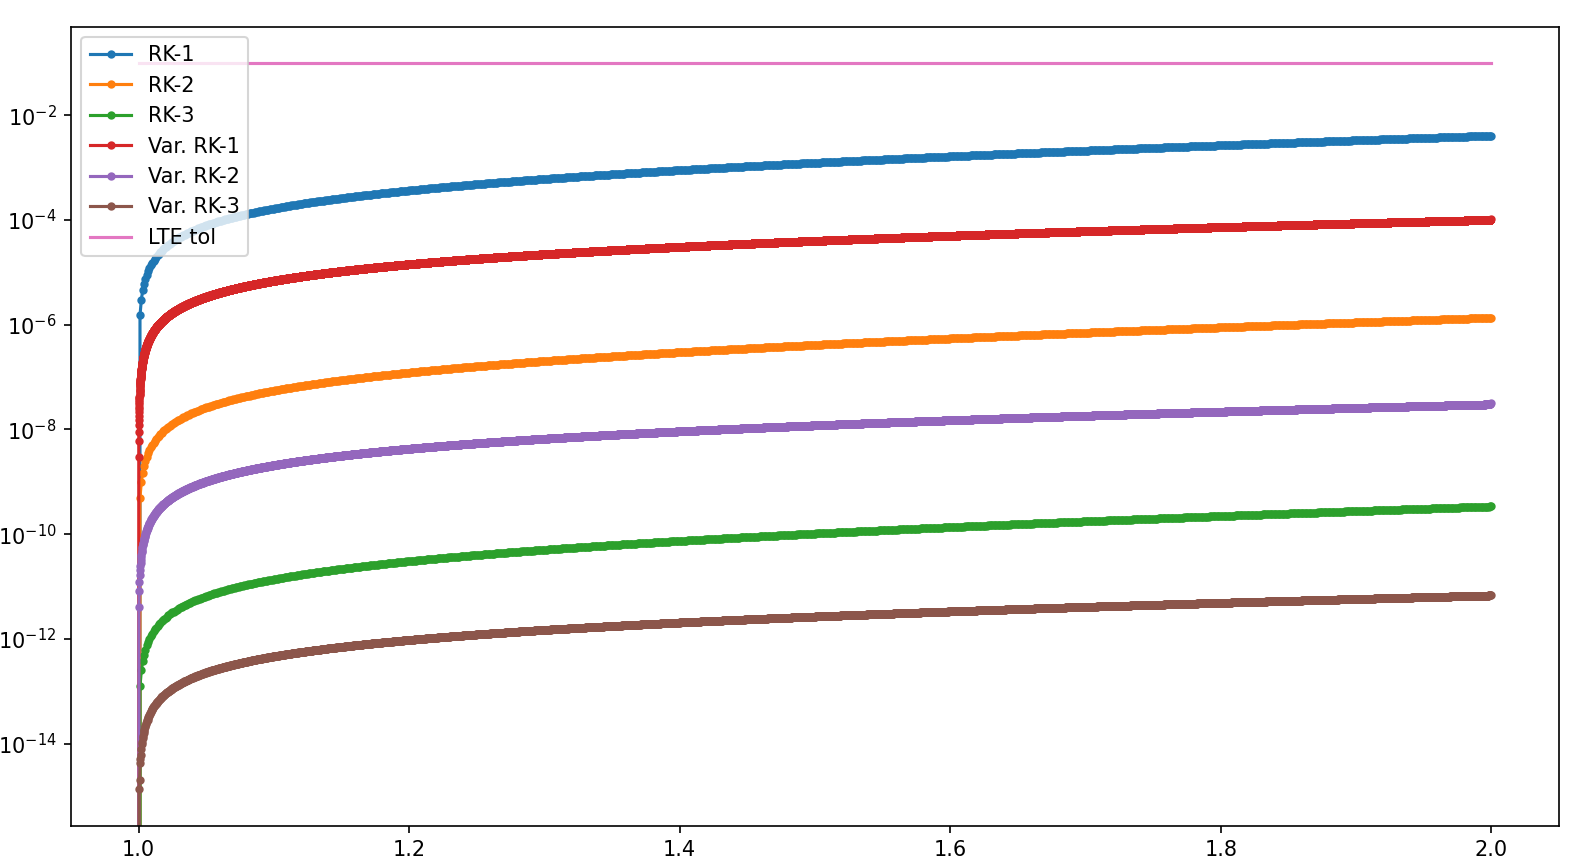 RK-1
RK-2
RK-3
Var. RK-1
Var. RK-2
Var. RK-3
LTE tol
10⁻²
10⁻⁴
10⁻⁶
10⁻⁸
10⁻¹⁰
10⁻¹²
10⁻¹⁴
1.0 1.2 1.4 1.6 1.8 2.0